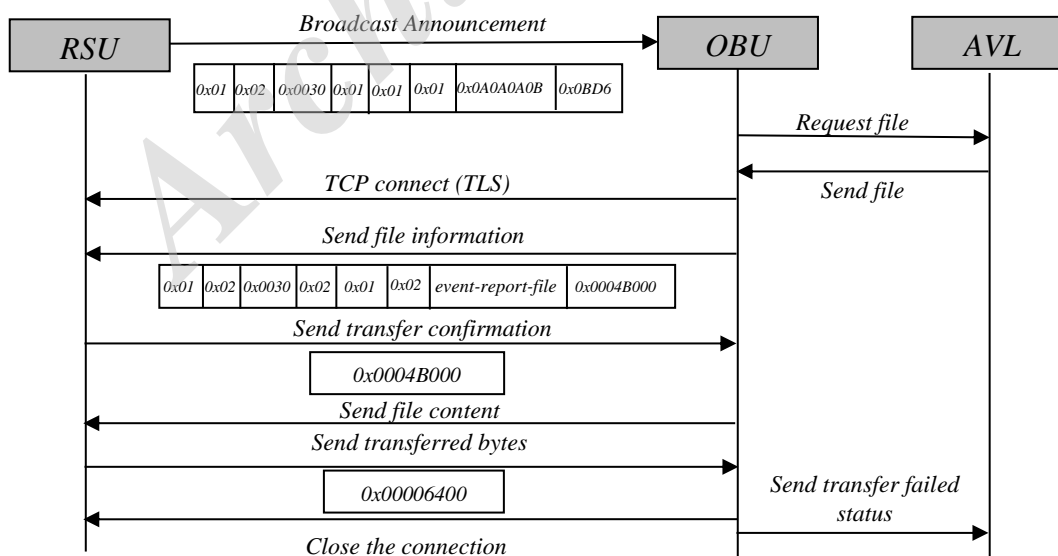 Broadcast Announcement
RSU
OBU
AVL
0x01 0x02 0x0030 0x01 0x01 0x01 0x0A0A0A0B 0x0BD6
Request file
TCP connect (TLS)
Send file
Send file information
0x01 0x02 0x0030 0x02 0x01 0x02 event-report-file 0x0004B000
Send transfer confirmation
0x0004B000
Send file content
Send transferred bytes
0x00006400
Send transfer failed
status
Close the connection
Arch